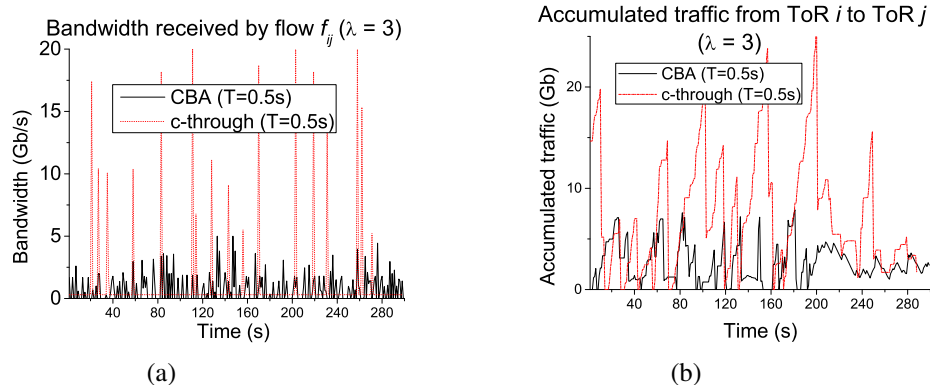 Bandwidth received by flow f_ij (λ = 3)
20
15
10
5
0
CBA (T=0.5s)
c-through (T=0.5s)
Bandwidth (Gb/s)
40 80 120 160 200 240 280
Time (s)
(a)
Accumulated traffic from ToR i to ToR j
(λ = 3)
20
10
0
CBA (T=0.5s)
c-through (T=0.5s)
Accumulated traffic (Gb)
40 80 120 160 200 240 280
Time (s)
(b)